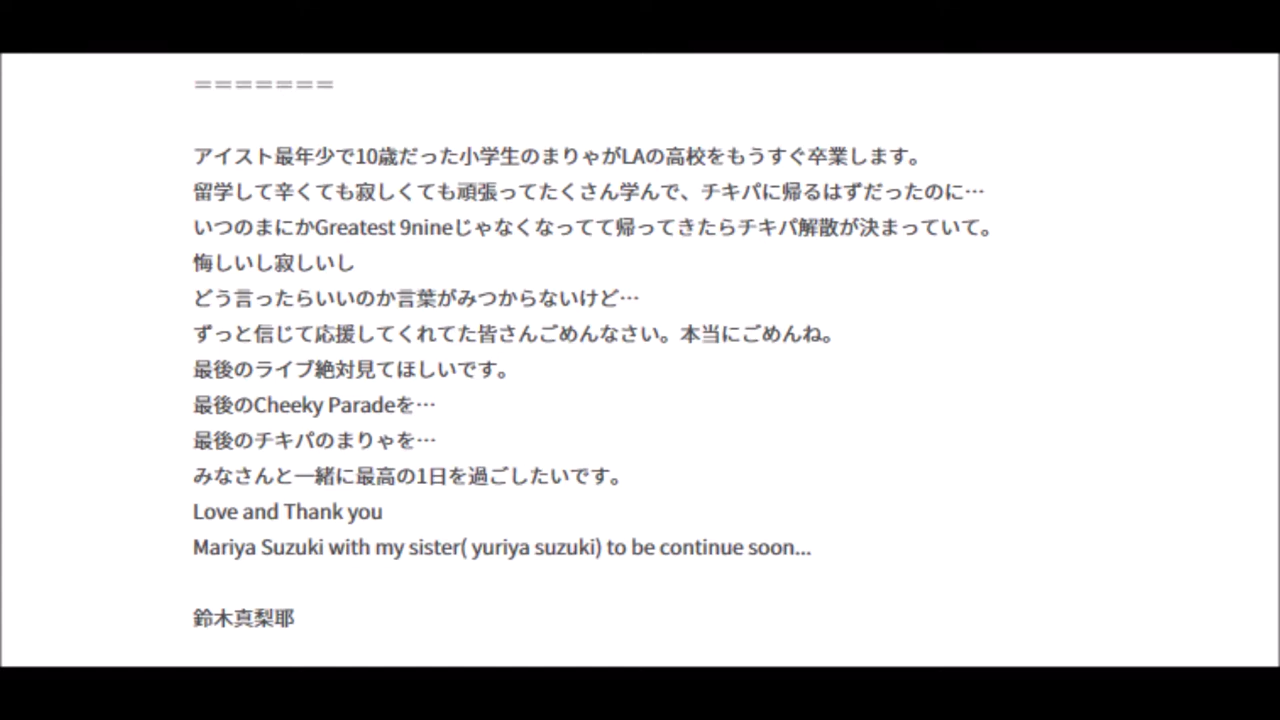 ＝＝＝＝＝＝＝
アイスト最年少で10歳だった小学生のまりゃがLAの高校をもうすぐ卒業します。
留学して辛くても寂しくても頑張ってたくさん学んで、チキパに帰るはずだったのに…
いつのまにかGreatest 9nineじゃなくなってて帰ってきたらチキパ解散が決まっていて。
悔しいし寂しいし
どう言ったらいいのか言葉がみつからないけど…
ずっと信じて応援してくれてた皆さんごめんなさい。本当にごめんね。
最後のライブ絶対見てほしいです。
最後のCheeky Paradeを…
最後のチキパのまりゃを…
みなさんと一緒に最高の1日を過ごしたいです。
Love and Thank you
Mariya Suzuki with my sister( yuriya suzuki) to be continue soon...
鈴木真梨耶